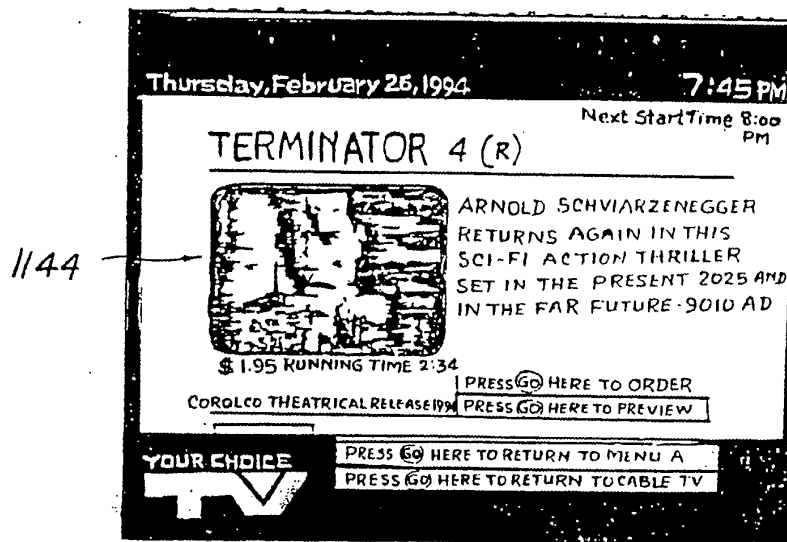 Thursday, February 26, 1994 7:45 PM
Next Start Time 8:00
PM
TERMINATOR 4 (R)
1144
ARNOLD SCHVIARZENEGGER
RETURNS AGAIN IN THIS
SCI-FI ACTION THRILLER
SET IN THE PRESENT 2025 AND
IN THE FAR FUTURE-9010 AD
$ 1.95 RUNNING TIME 2:34
PRESS GO HERE TO ORDER
COROLCO THEATRICAL RELEASE 1994 PRESS GO HERE TO PREVIEW
YOUR CHOICE
TV
PRESS GO HERE TO RETURN TO MENU A
PRESS GO HERE TO RETURN TO CABLE TV